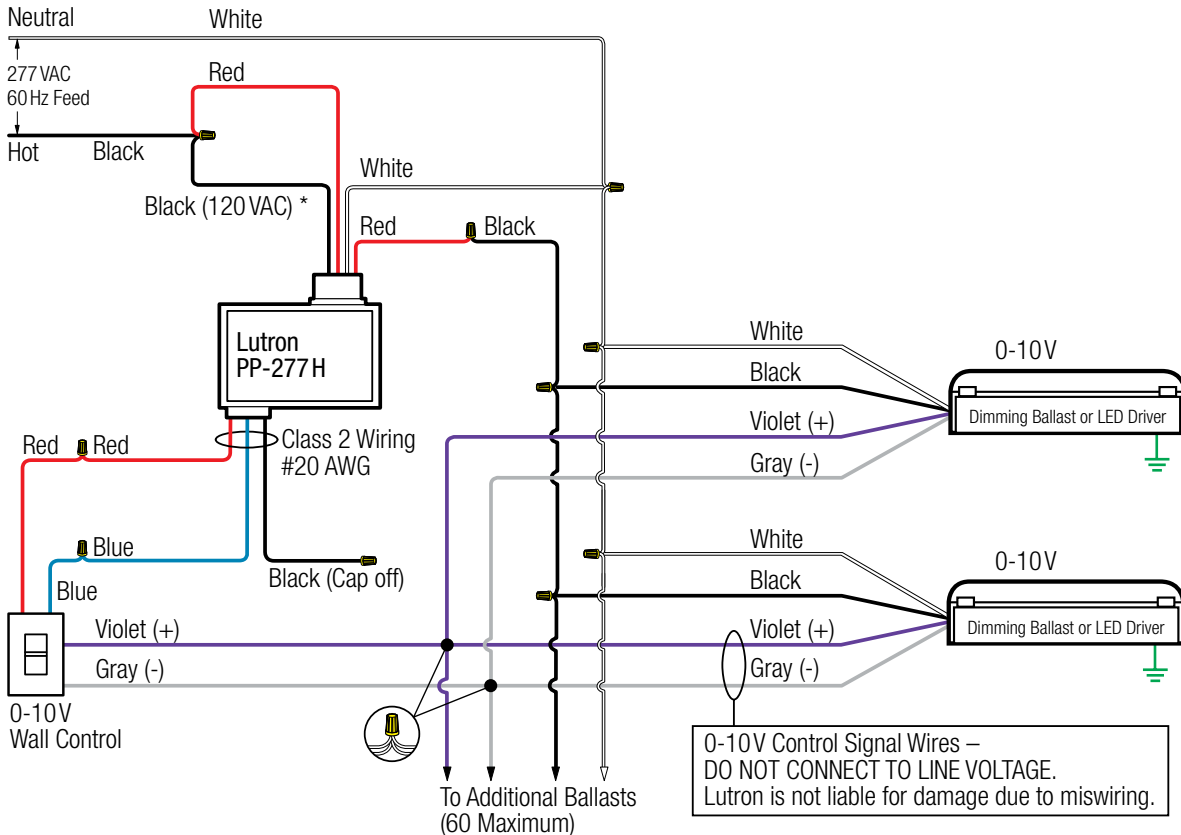 Neutral
White
277 VAC
60 Hz Feed
Red
Hot
Black
White
Black (120 VAC) *
Red
Black
Lutron
PP-277 H
White
0-10 V
Black
Dimming Ballast or LED Driver
Violet (+)
Gray (-)
Red
Red
Class 2 Wiring
#20 AWG
Blue
Black (Cap off)
Blue
White
0-10 V
Black
Dimming Ballast or LED Driver
Violet (+)
Violet (+)
Gray (-)
Gray (-)
0-10 V
Wall Control
0-10 V Control Signal Wires –
DO NOT CONNECT TO LINE VOLTAGE.
Lutron is not liable for damage due to miswiring.
To Additional Ballasts
(60 Maximum)